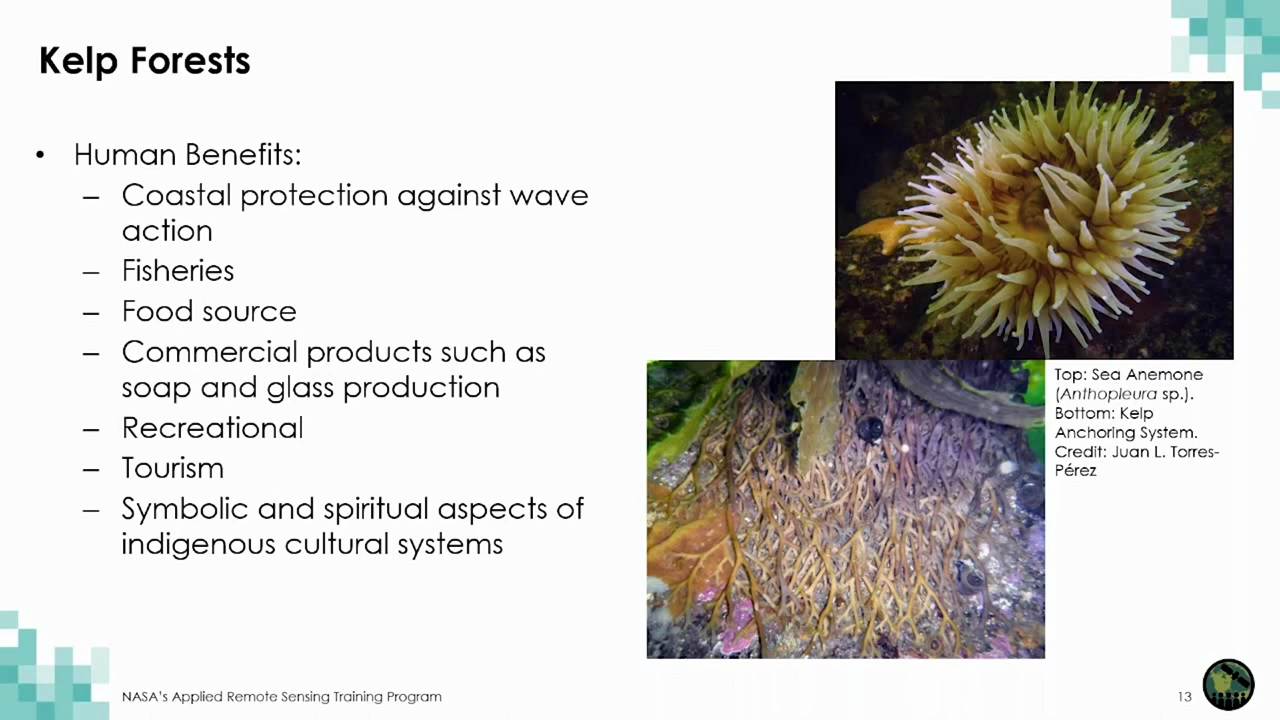 Kelp Forests
• Human Benefits:
– Coastal protection against wave
action
– Fisheries
– Food source
– Commercial products such as
soap and glass production
– Recreational
– Tourism
– Symbolic and spiritual aspects of
indigenous cultural systems
Top: Sea Anemone
(Anthopleura sp.).
Bottom: Kelp
Anchoring System.
Credit: Juan L. Torres-
Pérez
NASA's Applied Remote Sensing Training Program
13